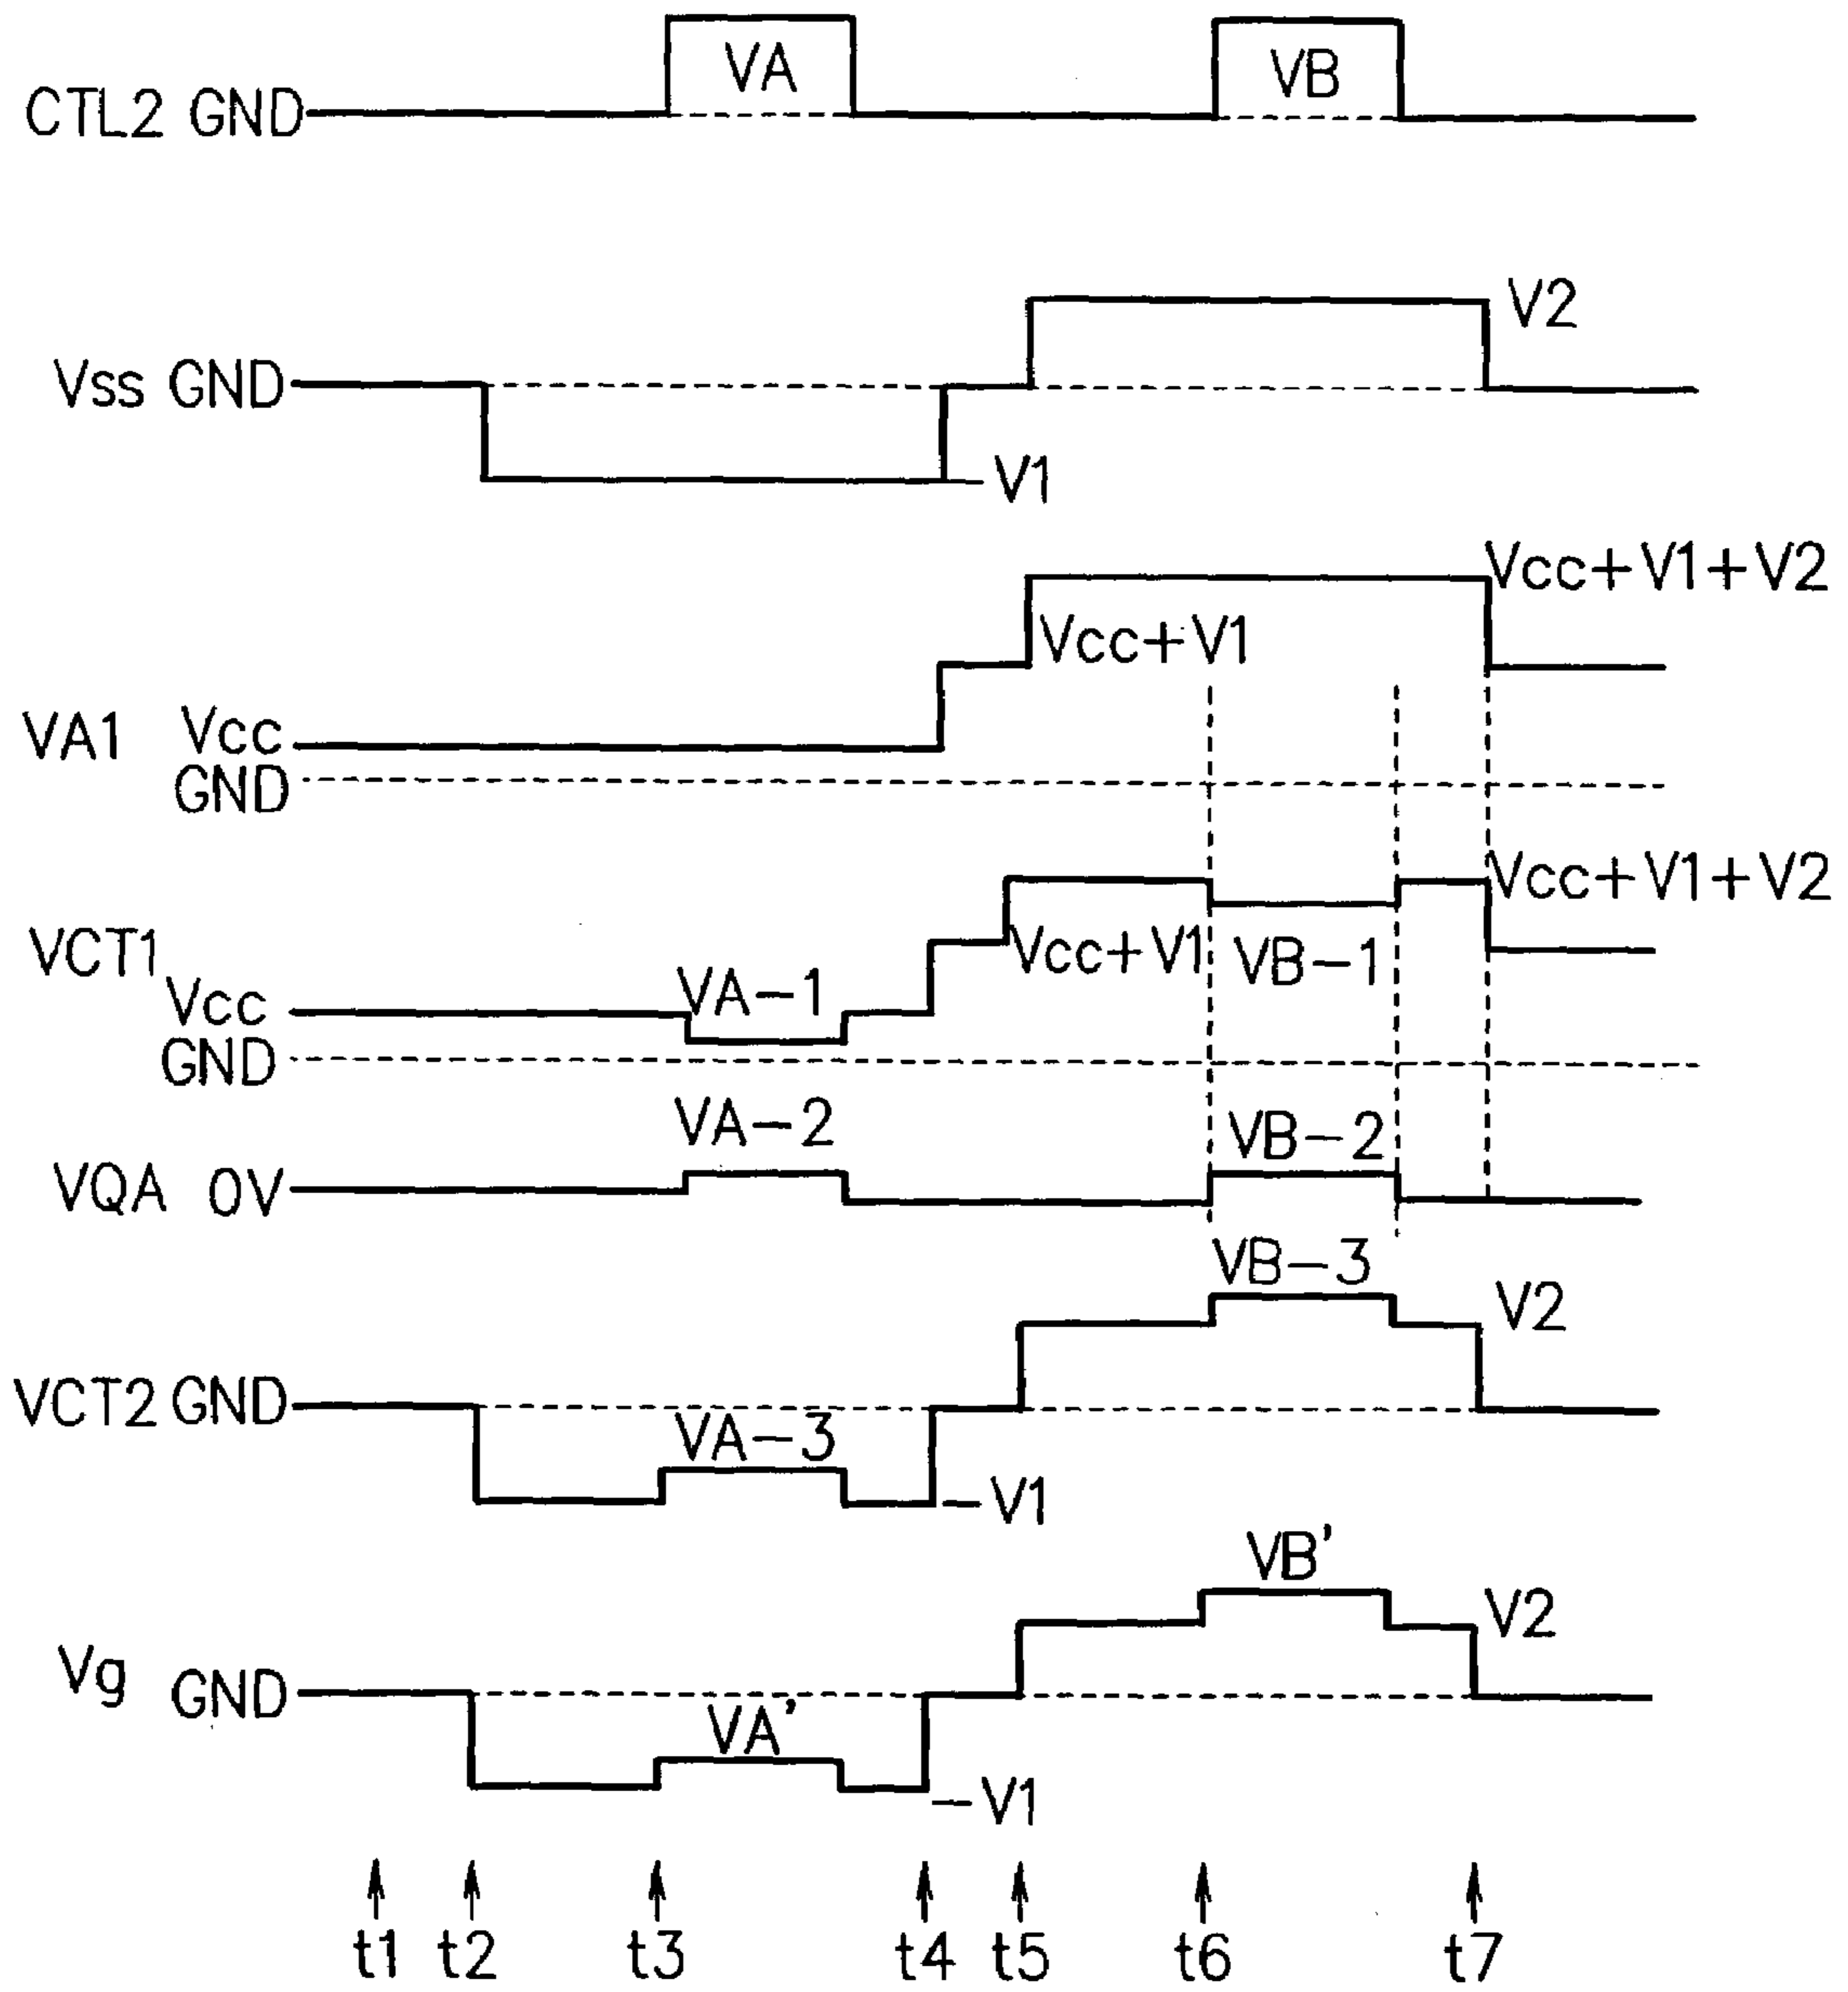 VA
VB
CTL2 GND
V2
Vss GND
V1
Vcc+V1+V2
Vcc+V1
VA1 Vcc
GND
Vcc+V1+V2
VCT1
Vcc+V1
VB-1
VA-1
Vcc
GND
VA-2
VB-2
VQA 0V
VB-3
V2
VCT2 GND
VA-3
-V1
VB'
V2
Vg GND
VA'
-V1
t1 t2 t3 t4 t5 t6 t7